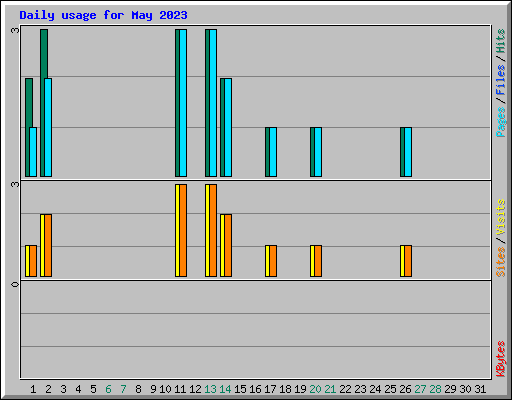 Daily usage for May 2023
3
3
0
Pages / Files / Hits
Sites / Visits
KBytes
1 2 3 4 5 6 7 8 9 10 11 12 13 14 15 16 17 18 19 20 21 22 23 24 25 26 27 28 29 30 31